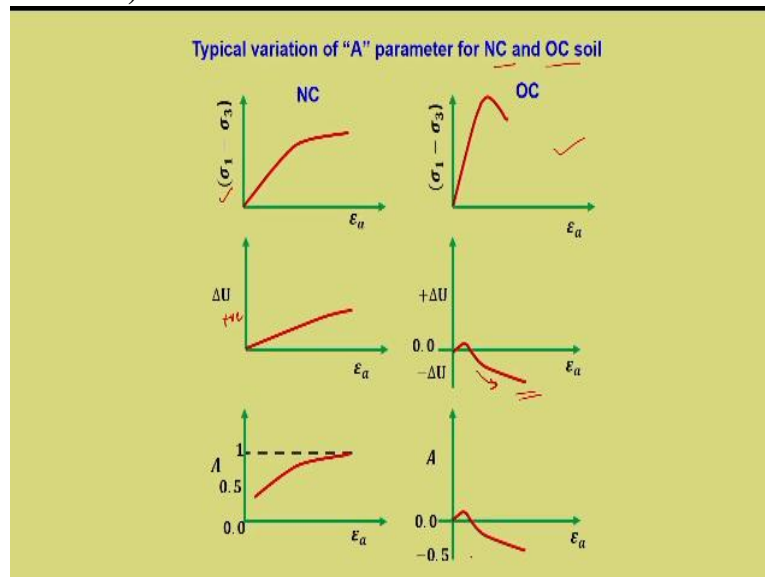 Typical variation of “A” parameter for NC and OC soil
NC
OC
(σ₁ − σ₃)
(σ₁ − σ₃)
εₐ
εₐ
ΔU
+ve
+ΔU
0.0
−ΔU
εₐ
εₐ
1
A
0.5
0.0
εₐ
A
0.0
−0.5
εₐ